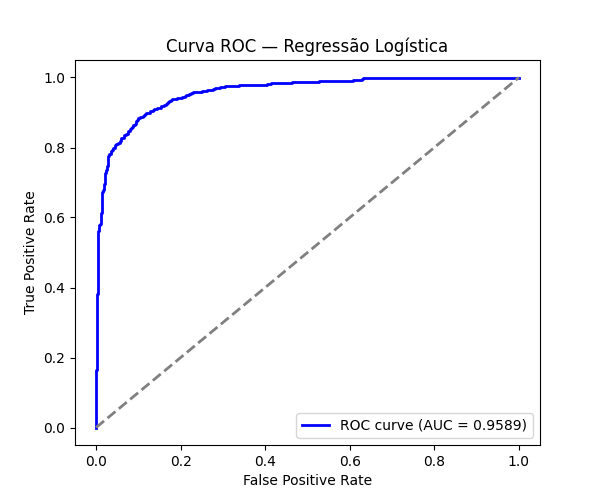 Curva ROC — Regressão Logística
True Positive Rate
1.0
0.8
0.6
0.4
0.2
0.0
ROC curve (AUC = 0.9589)
0.0 0.2 0.4 0.6 0.8 1.0
False Positive Rate